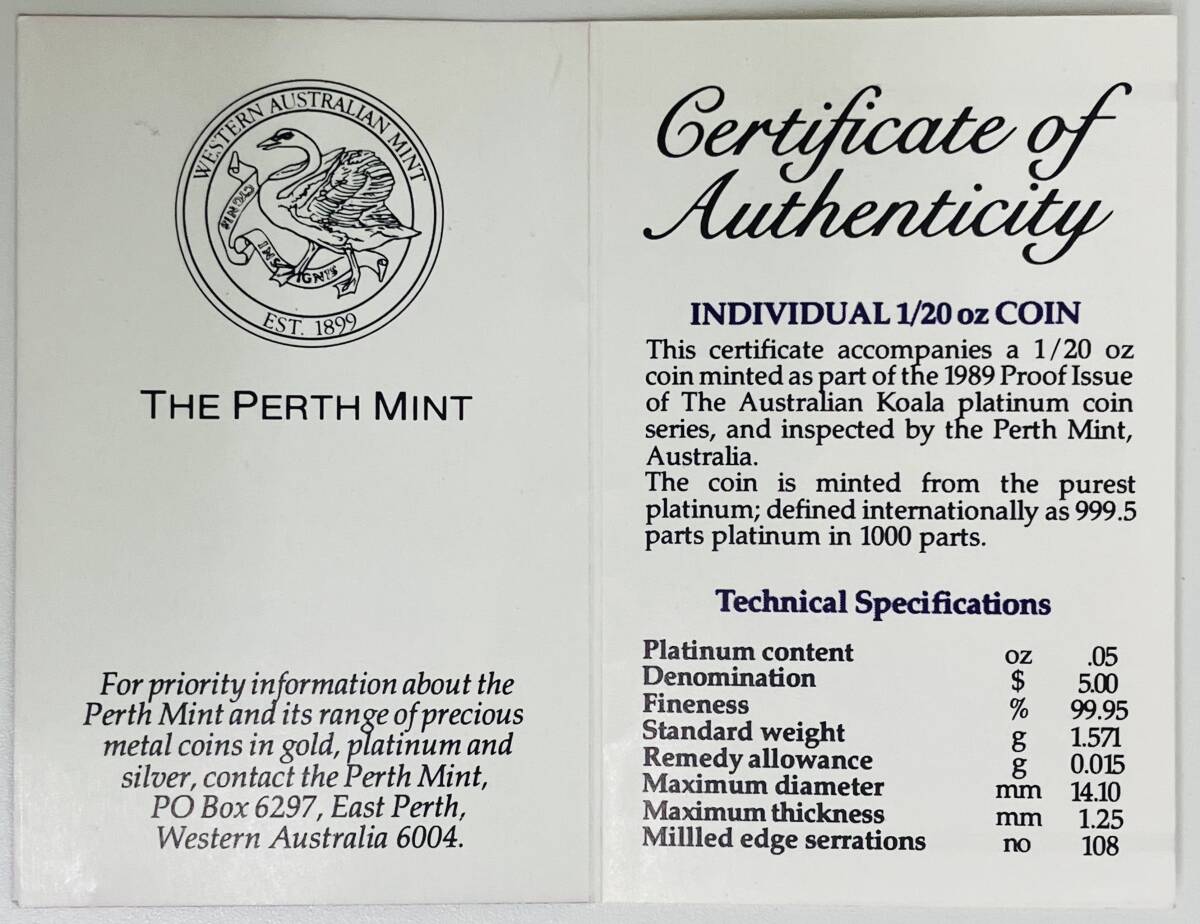 WESTERN AUSTRALIAN MINT
CYGNIS
INSIGNIS
EST. 1899
THE PERTH MINT
For priority information about the
Perth Mint and its range of precious
metal coins in gold, platinum and
silver, contact the Perth Mint,
PO Box 6297, East Perth,
Western Australia 6004.
Certificate of
Authenticity
INDIVIDUAL 1/20 oz COIN
This certificate accompanies a 1/20 oz
coin minted as part of the 1989 Proof Issue
of The Australian Koala platinum coin
series, and inspected by the Perth Mint,
Australia.
The coin is minted from the purest
platinum; defined internationally as 999.5
parts platinum in 1000 parts.
Technical Specifications
Platinum content oz .05
Denomination $ 5.00
Fineness % 99.95
Standard weight g 1.571
Remedy allowance g 0.015
Maximum diameter mm 14.10
Maximum thickness mm 1.25
Millled edge serrations no 108